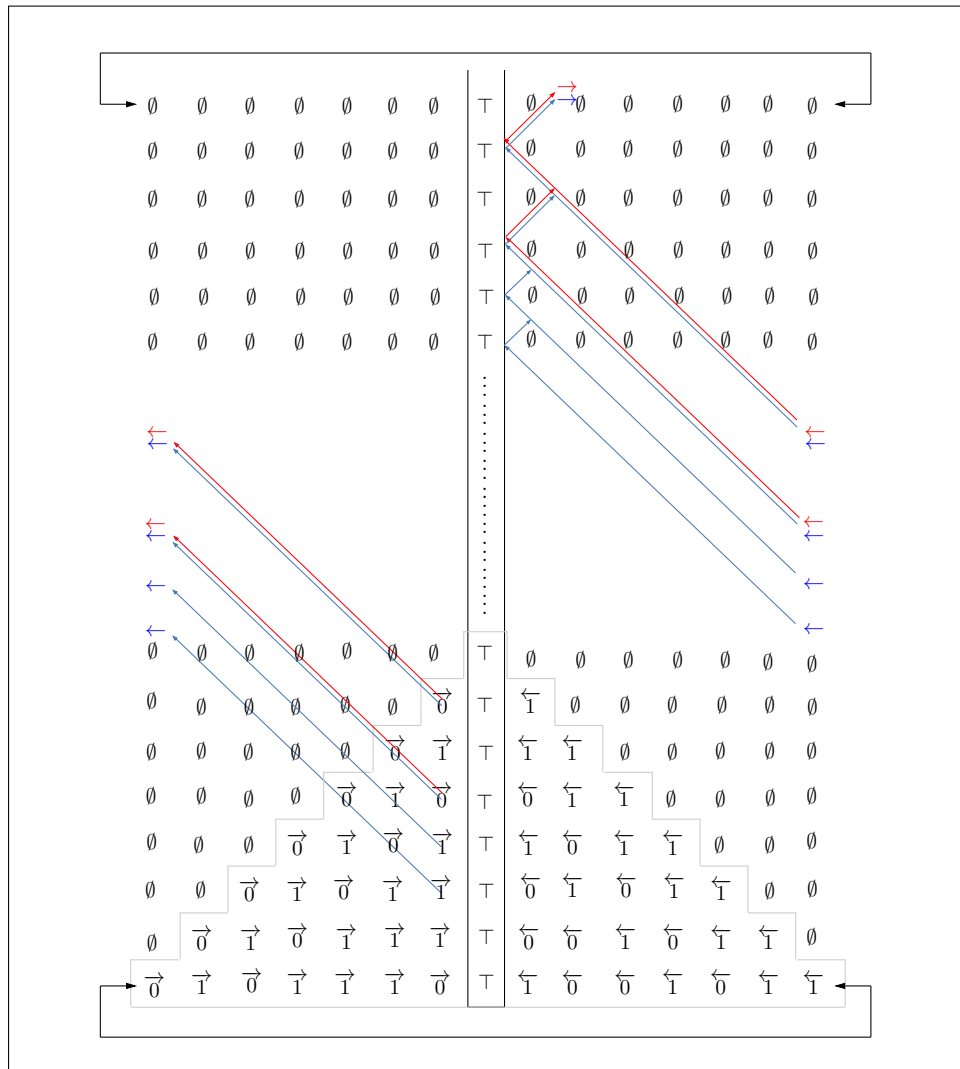 →
→
∅ ∅ ∅ ∅ ∅ ∅ ∅ ⊤ ∅ ∅ ∅ ∅ ∅ ∅ ∅
∅ ∅ ∅ ∅ ∅ ∅ ∅ ⊤ ∅ ∅ ∅ ∅ ∅ ∅ ∅
∅ ∅ ∅ ∅ ∅ ∅ ∅ ⊤ ∅ ∅ ∅ ∅ ∅ ∅ ∅
∅ ∅ ∅ ∅ ∅ ∅ ∅ ⊤ ∅ ∅ ∅ ∅ ∅ ∅ ∅
∅ ∅ ∅ ∅ ∅ ∅ ∅ ⊤ ∅ ∅ ∅ ∅ ∅ ∅ ∅
∅ ∅ ∅ ∅ ∅ ∅ ∅ ⊤ ∅ ∅ ∅ ∅ ∅ ∅ ∅
← ←
← ←
← ←
← ←
← ←
← ←
∅ ∅ ∅ ∅ ∅ ∅ ∅ ⊤ ∅ ∅ ∅ ∅ ∅ ∅ ∅
∅ ∅ ∅ ∅ ∅ ∅ 0⃗ ⊤ 1⃖ ∅ ∅ ∅ ∅ ∅ ∅
∅ ∅ ∅ ∅ ∅ 0⃗ 1⃗ ⊤ 1⃖ 1⃖ ∅ ∅ ∅ ∅ ∅
∅ ∅ ∅ ∅ 0⃗ 1⃗ 0⃗ ⊤ 0⃖ 1⃖ 1⃖ ∅ ∅ ∅ ∅
∅ ∅ ∅ 0⃗ 1⃗ 0⃗ 1⃗ ⊤ 1⃖ 0⃖ 1⃖ 1⃖ ∅ ∅ ∅
∅ ∅ 0⃗ 1⃗ 0⃗ 1⃗ 1⃗ ⊤ 0⃖ 1⃖ 0⃖ 1⃖ 1⃖ ∅ ∅
∅ 0⃗ 1⃗ 0⃗ 1⃗ 1⃗ 1⃗ ⊤ 0⃖ 0⃖ 1⃖ 0⃖ 1⃖ 1⃖ ∅
0⃗ 1⃗ 0⃗ 1⃗ 1⃗ 1⃗ 0⃗ ⊤ 1⃖ 0⃖ 0⃖ 1⃖ 0⃖ 1⃖ 1⃖